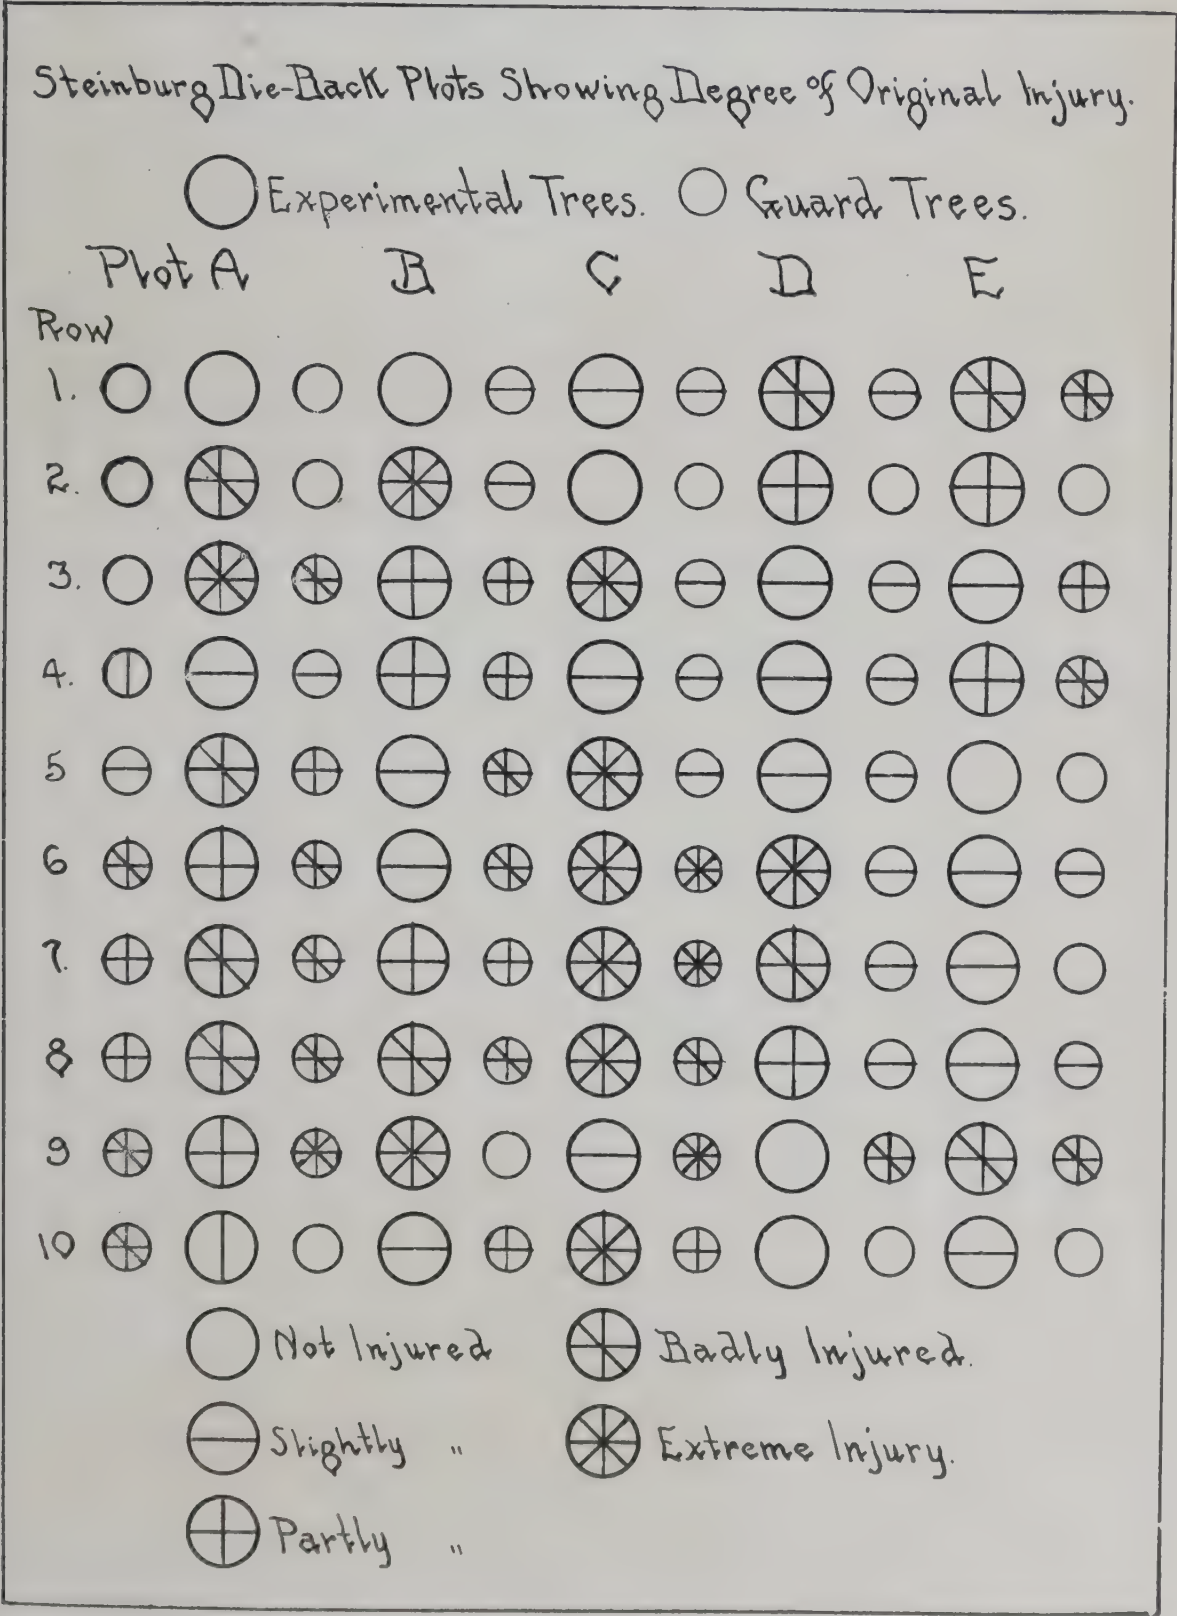 Steinburg Die-Back Plots Showing Degree of Original Injury.
Experimental Trees. Guard Trees.
Plot A B C D E
Row
1.
2.
3.
4.
5
6
7.
8
9
10
Not Injured Badly Injured.
Slightly " Extreme Injury.
Partly "